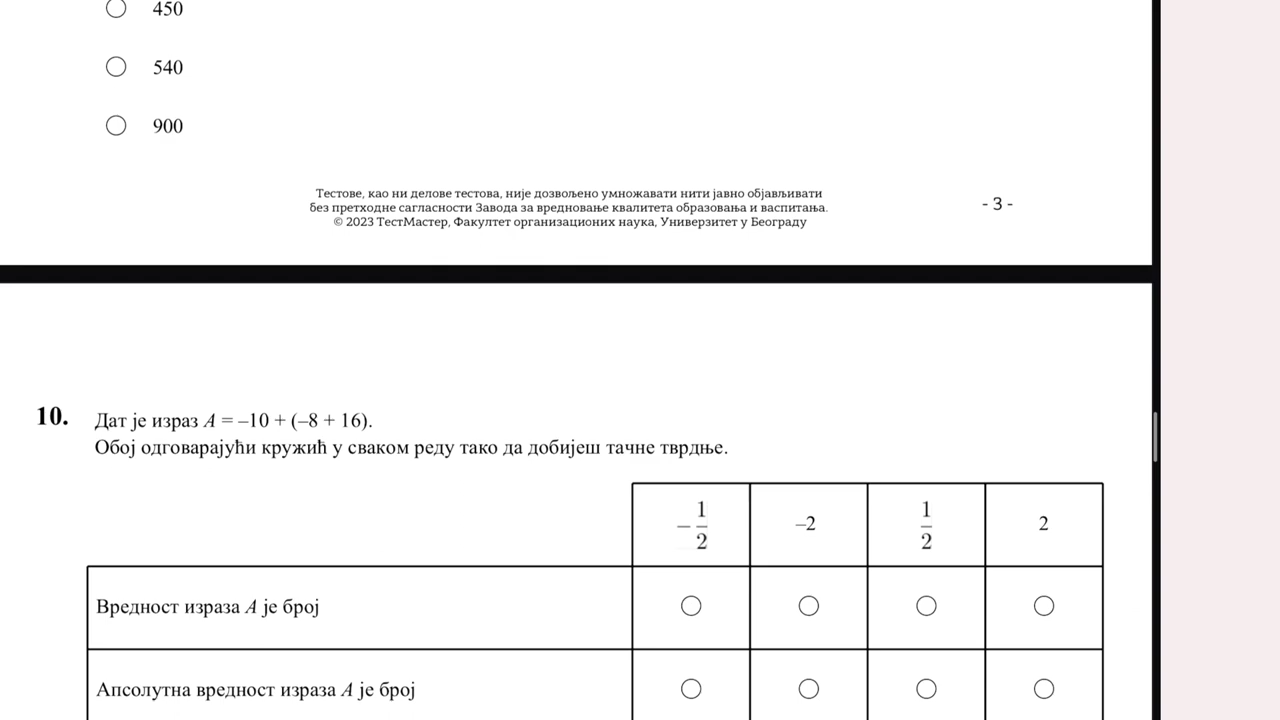 450
540
900
Тестове, као ни делове тестова, није дозвољено умножавати нити јавно објављивати
без претходне сагласности Завода за вредновање квалитета образовања и васпитања.
© 2023 ТестМастер, Факултет организационих наука, Универзитет у Београду
- 3 -
10. Дат је израз A = –10 + (–8 + 16).
Обој одговарајући кружић у сваком реду тако да добијеш тачне тврдње.
−1/2 –2 1/2 2
Вредност израза A је број
Апсолутна вредност израза A је број